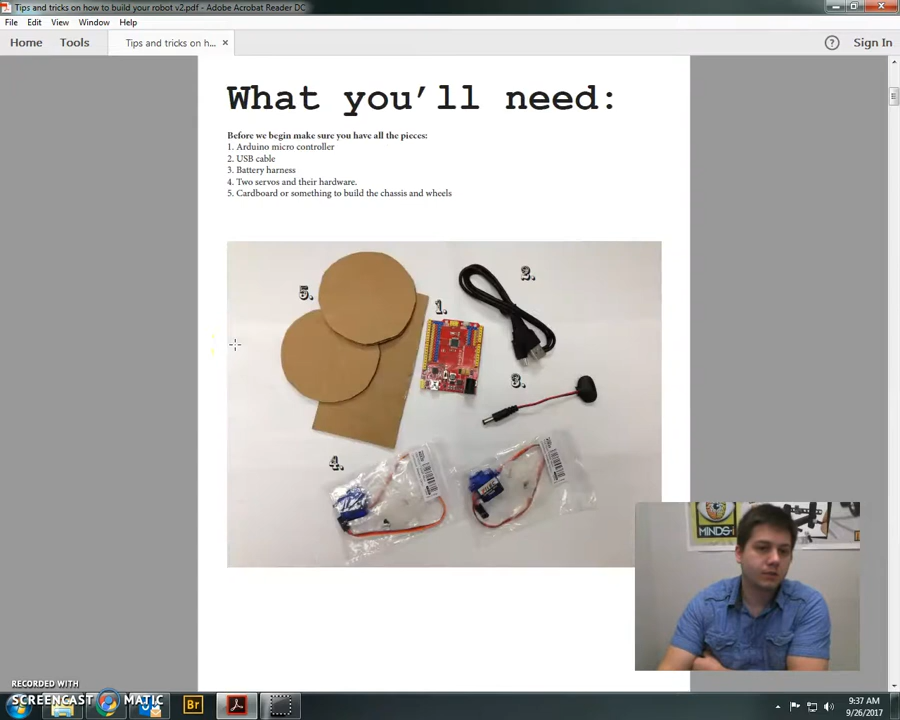 Tips and tricks on how to build your robot v2.pdf - Adobe Acrobat Reader DC
File Edit View Window Help
Home Tools Tips and tricks on h... × ? Sign In
What you'll need:
Before we begin make sure you have all the pieces:
1. Arduino micro controller
2. USB cable
3. Battery harness
4. Two servos and their hardware.
5. Cardboard or something to build the chassis and wheels
5.
1.
2.
3.
4.
MINDS-i
RECORDED WITH
SCREENCAST MATIC
Br
9:37 AM
9/26/2017